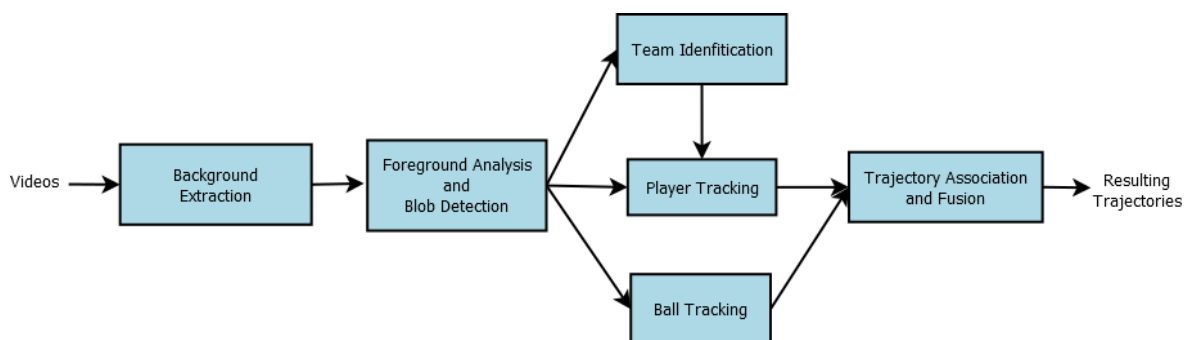 Team Idenfitication
Videos
Background
Extraction
Foreground Analysis
and
Blob Detection
Player Tracking
Trajectory Association
and Fusion
Resulting
Trajectories
Ball Tracking